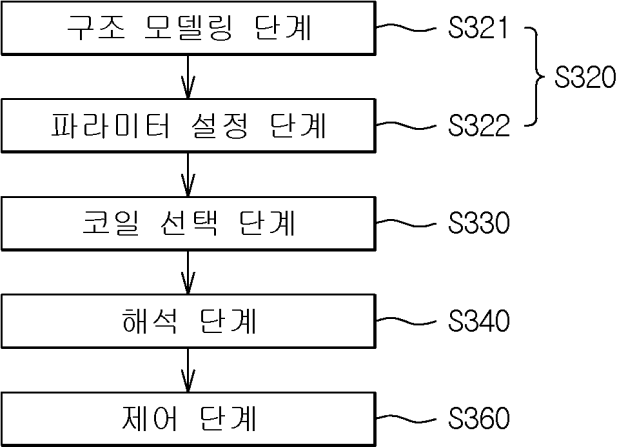 구조 모델링 단계 S321
S320
파라미터 설정 단계 S322
코일 선택 단계 S330
해석 단계 S340
제어 단계 S360